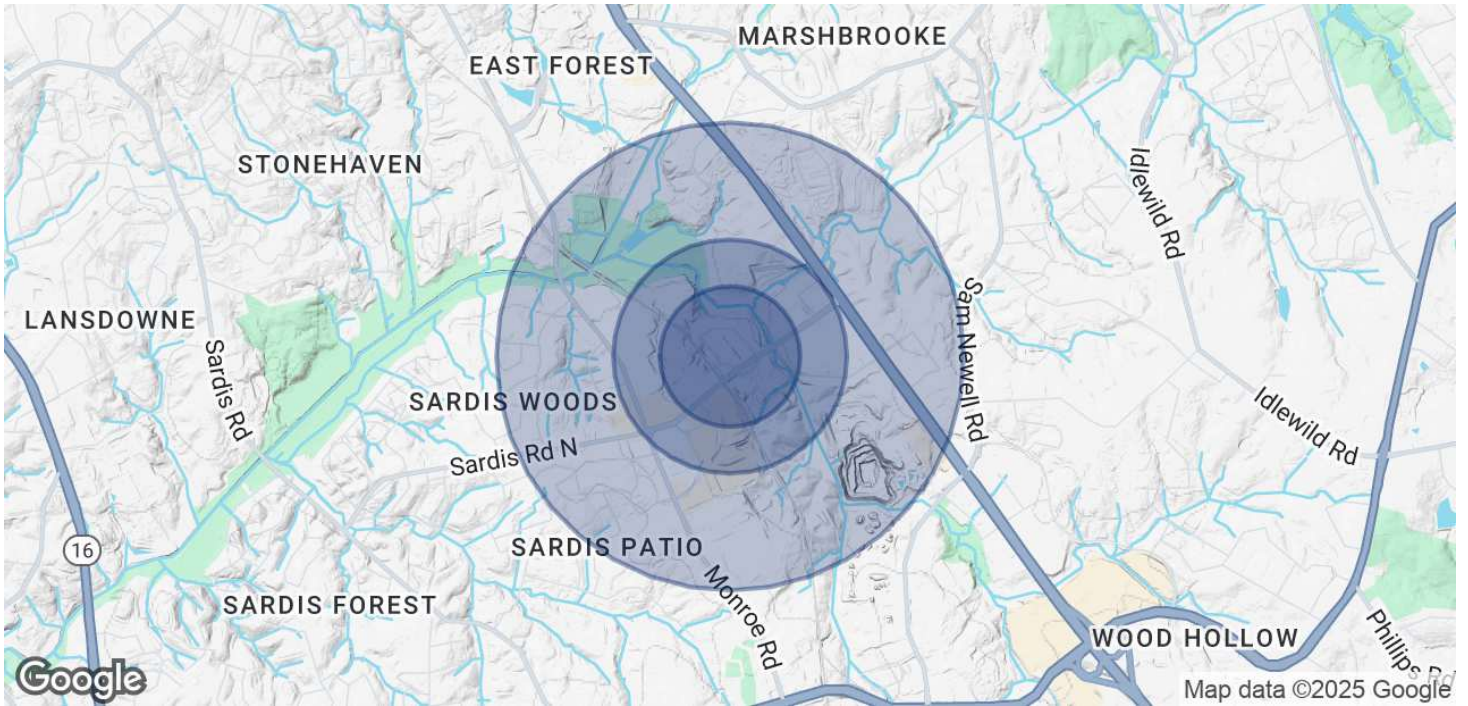 MARSHBROOKE
EAST FOREST
STONEHAVEN
Idlewild Rd
LANSDOWNE
Sardis Rd
Sam Newell Rd
SARDIS WOODS
Idlewild Rd
Sardis Rd N
16
SARDIS PATIO
Monroe Rd
SARDIS FOREST
WOOD HOLLOW
Phillips Rd
Google
Map data ©2025 Google